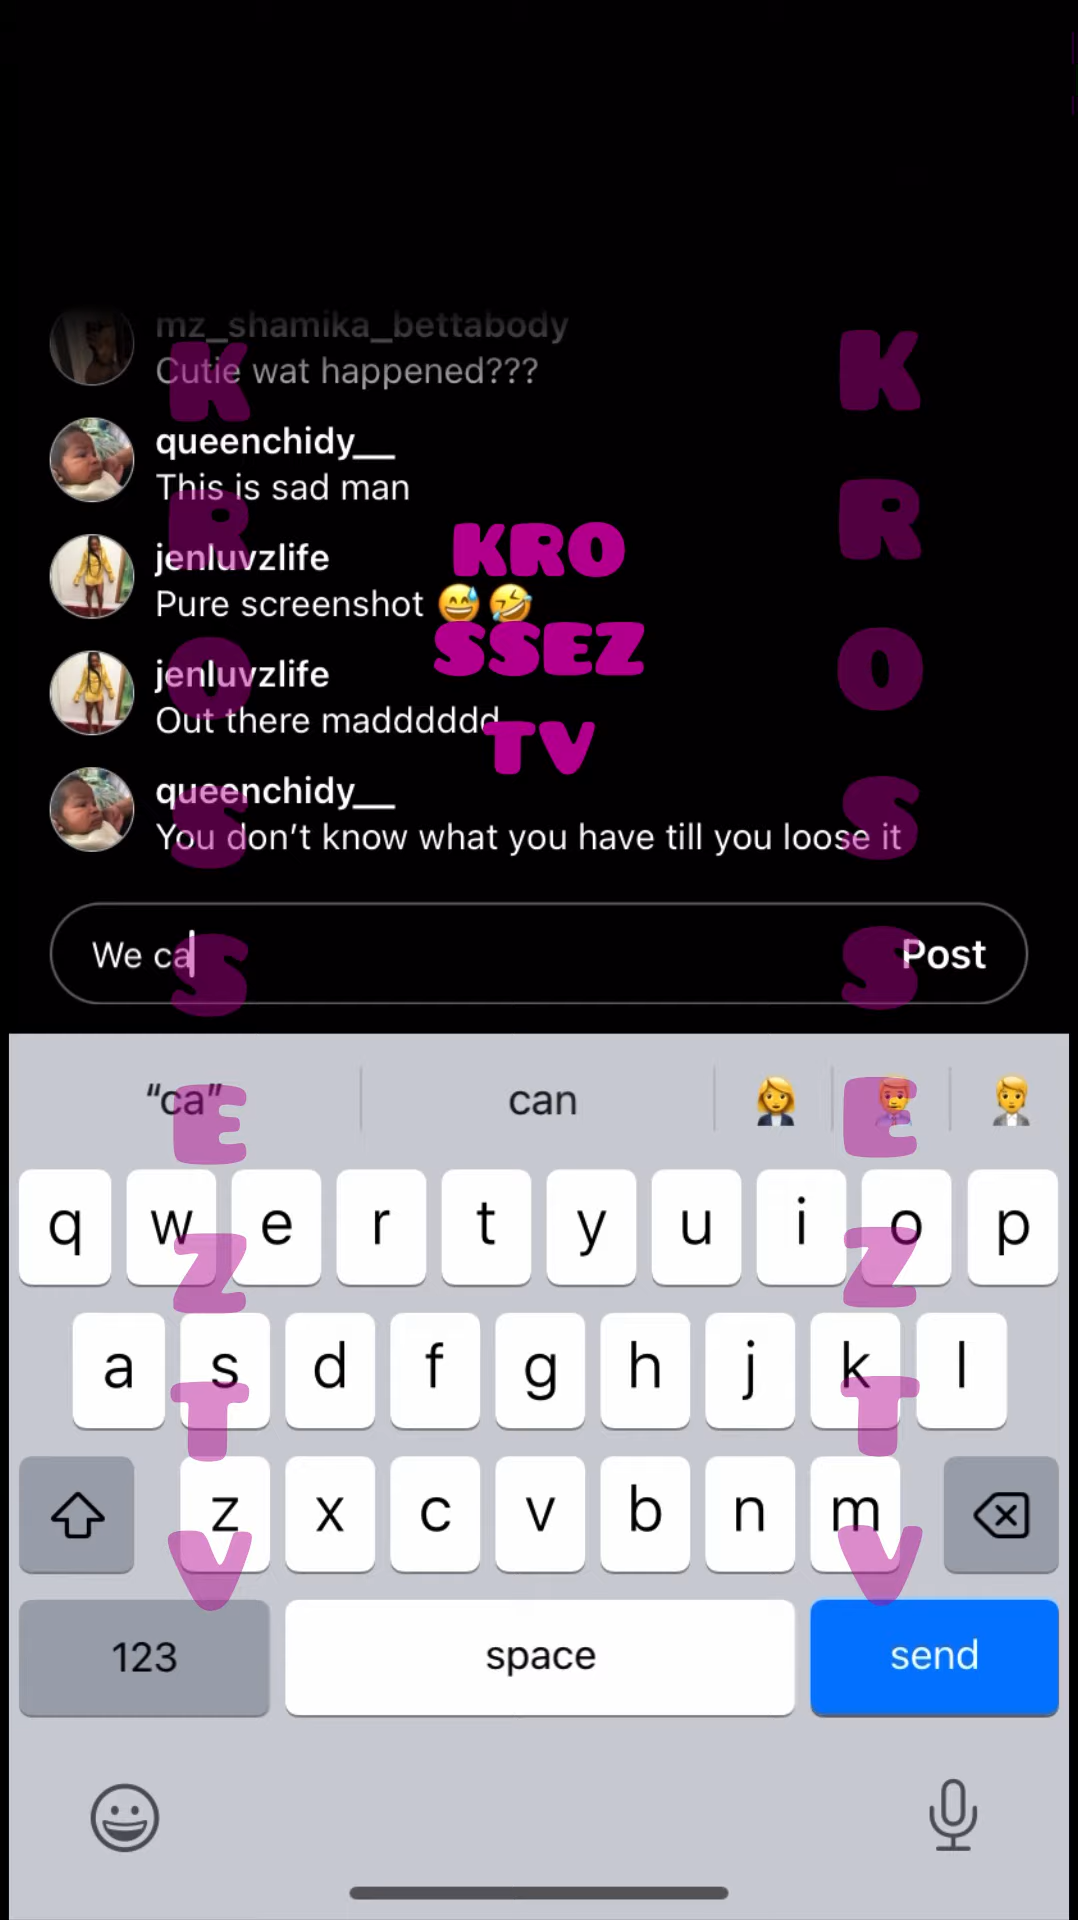 mz_shamika_bettabody
Cutie wat happened???
queenchidy__
This is sad man
jenluvzlife
Pure screenshot 😅🤣
jenluvzlife
Out there madddddd
queenchidy__
You don’t know what you have till you loose it
KRO
SSEZ
TV
K
R
O
S
S
E
Z
T
V
K
R
O
S
S
E
Z
T
V
We ca
Post
“ca”
can
q w e r t y u i o p
a s d f g h j k l
z x c v b n m
123
space
send